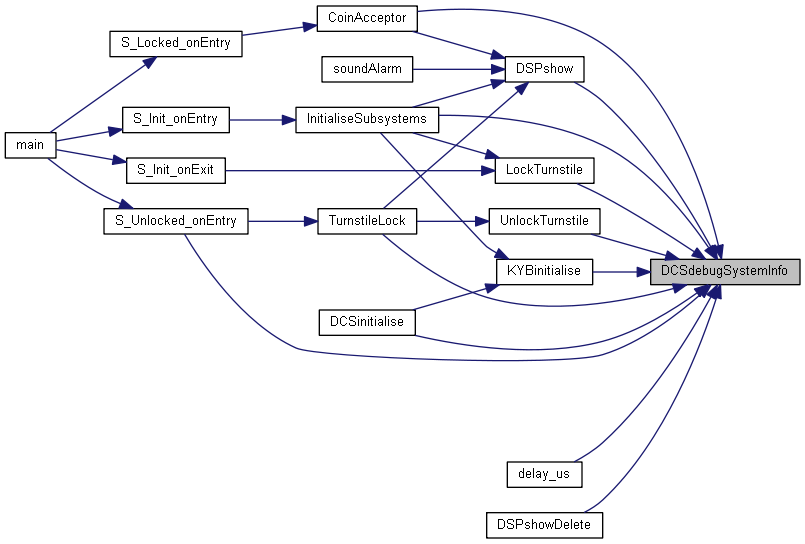 CoinAcceptor
S_Locked_onEntry
soundAlarm
DSPshow
S_Init_onEntry
InitialiseSubsystems
main
S_Init_onExit
LockTurnstile
S_Unlocked_onEntry
TurnstileLock
UnlockTurnstile
KYBinitialise
DCSdebugSystemInfo
DCSinitialise
delay_us
DSPshowDelete